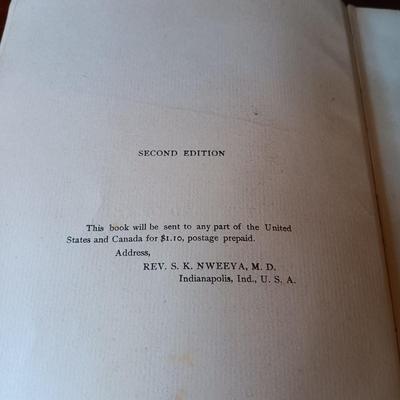 SECOND EDITION
This book will be sent to any part of the United
States and Canada for $1.10, postage prepaid.
Address,
REV. S. K. NWEEYA, M. D.
Indianapolis, Ind., U. S. A.